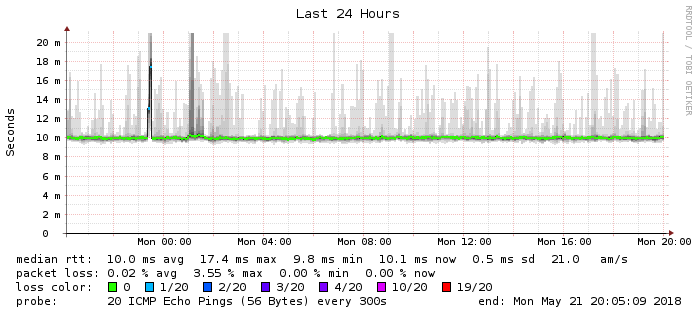 Last 24 Hours
RRDTOOL / TOBI OETIKER
Seconds
20 m
18 m
16 m
14 m
12 m
10 m
8 m
6 m
4 m
2 m
0
Mon 00:00 Mon 04:00 Mon 08:00 Mon 12:00 Mon 16:00 Mon 20:00
median rtt: 10.0 ms avg 17.4 ms max 9.8 ms min 10.1 ms now 0.5 ms sd 21.0 am/s
packet loss: 0.02 % avg 3.55 % max 0.00 % min 0.00 % now
loss color: 0 1/20 2/20 3/20 4/20 10/20 19/20
probe: 20 ICMP Echo Pings (56 Bytes) every 300s end: Mon May 21 20:05:09 2018